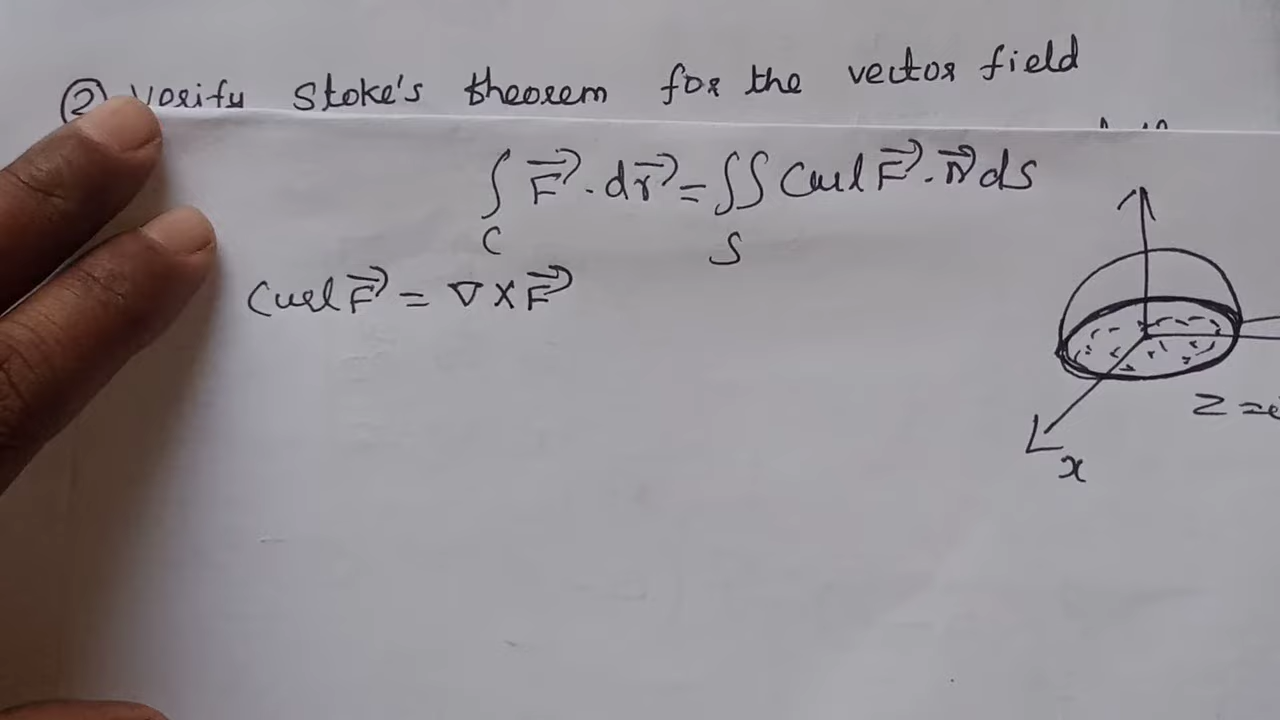 ② Verify Stoke's theorem for the vector field
∫ F⃗ . dr⃗ = ∬ Curl F⃗ . n⃗ ds
C S
Curl F⃗ = ∇ × F⃗
Z =
x